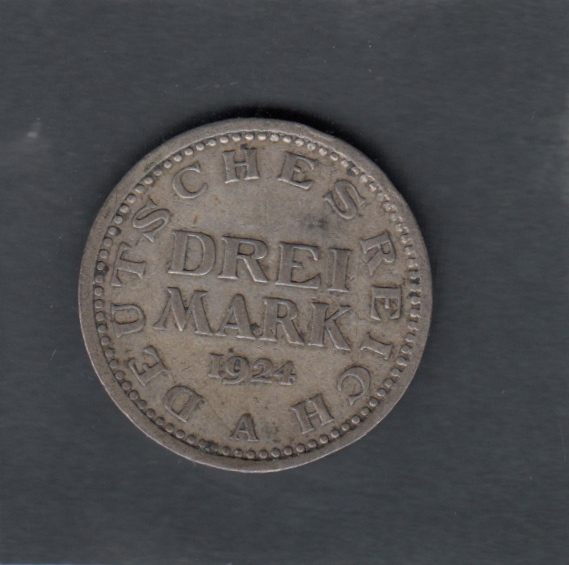 DEUTSCHES REICH
DREI
MARK
1924
A